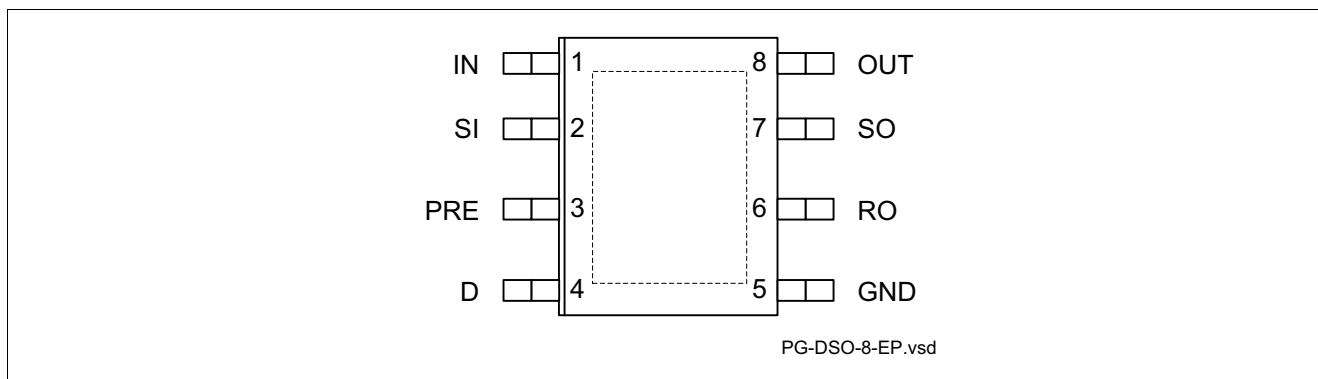 IN 1 8 OUT
SI 2 7 SO
PRE 3 6 RO
D 4 5 GND
PG-DSO-8-EP.vsd